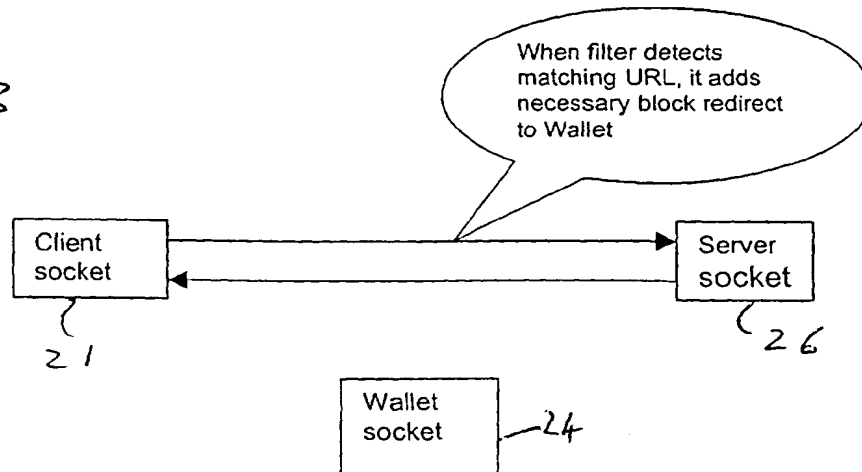 When filter detects
matching URL, it adds
necessary block redirect
to Wallet
Client
socket
Server
socket
21
26
Wallet
socket
24